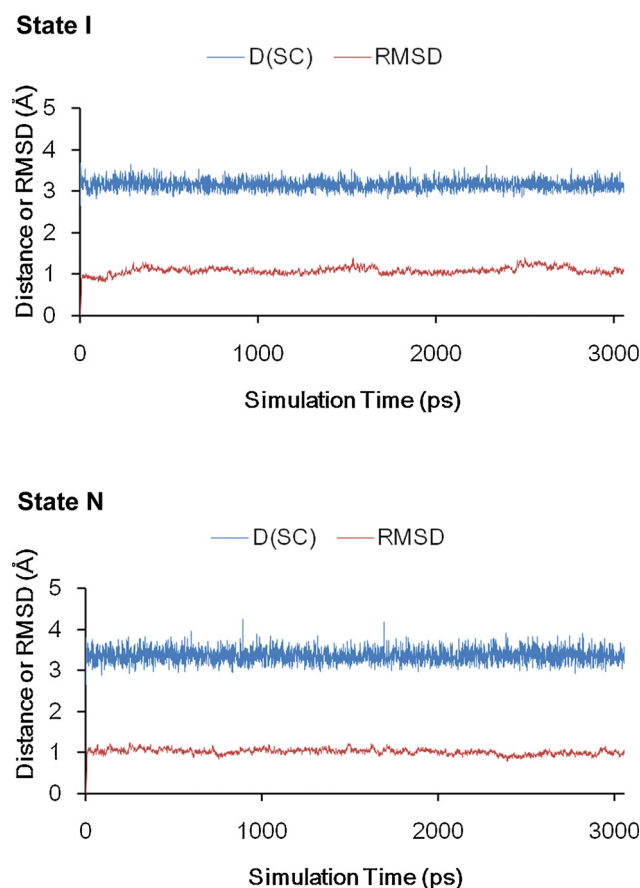 State I
D(SC) RMSD
Distance or RMSD (Å)
5
4
3
2
1
0
0 1000 2000 3000
Simulation Time (ps)
State N
D(SC) RMSD
Distance or RMSD (Å)
5
4
3
2
1
0
0 1000 2000 3000
Simulation Time (ps)